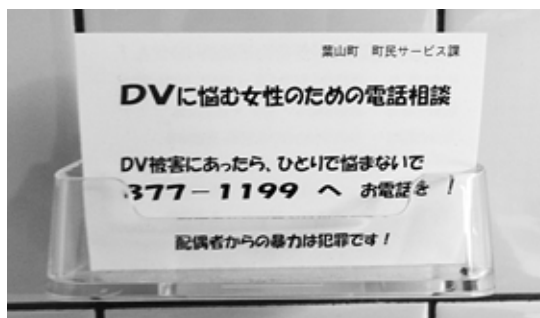 葉山町 町民サービス課
DVに悩む女性のための電話相談
DV被害にあったら、ひとりで悩まないで
877－1199 へ お電話を！
配偶者からの暴力は犯罪です！